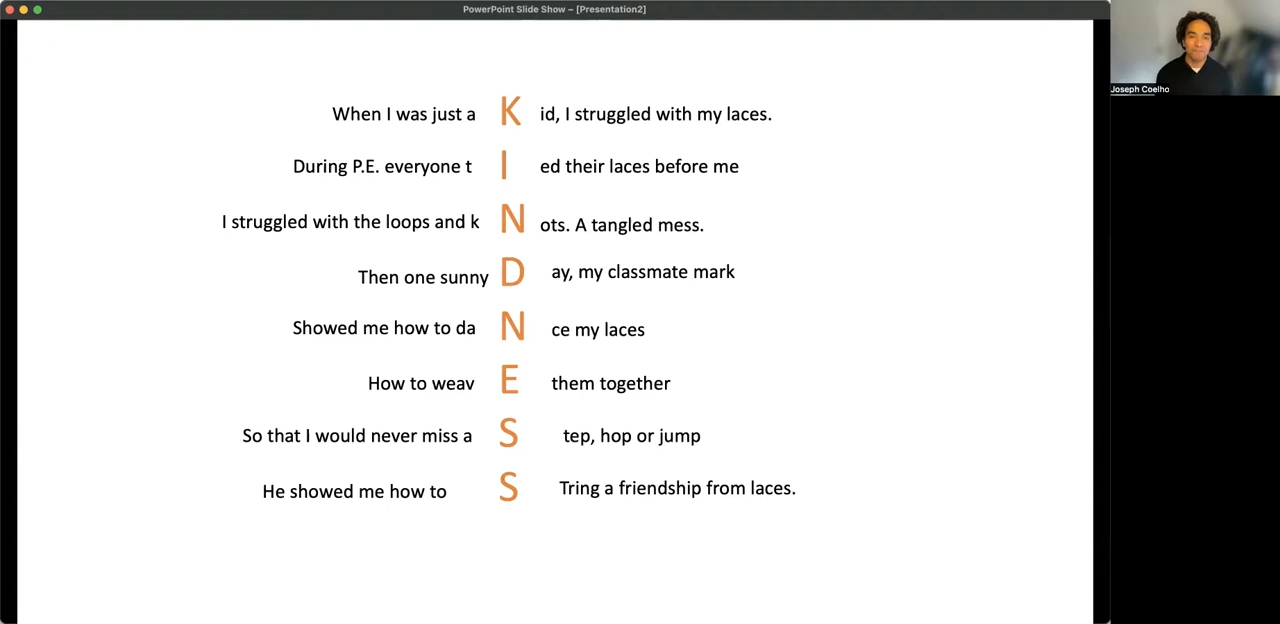 PowerPoint Slide Show – [Presentation2]
Joseph Coelho
When I was just a K id, I struggled with my laces.
During P.E. everyone t I ed their laces before me
I struggled with the loops and k N ots. A tangled mess.
Then one sunny D ay, my classmate mark
Showed me how to da N ce my laces
How to weav E them together
So that I would never miss a S tep, hop or jump
He showed me how to S Tring a friendship from laces.